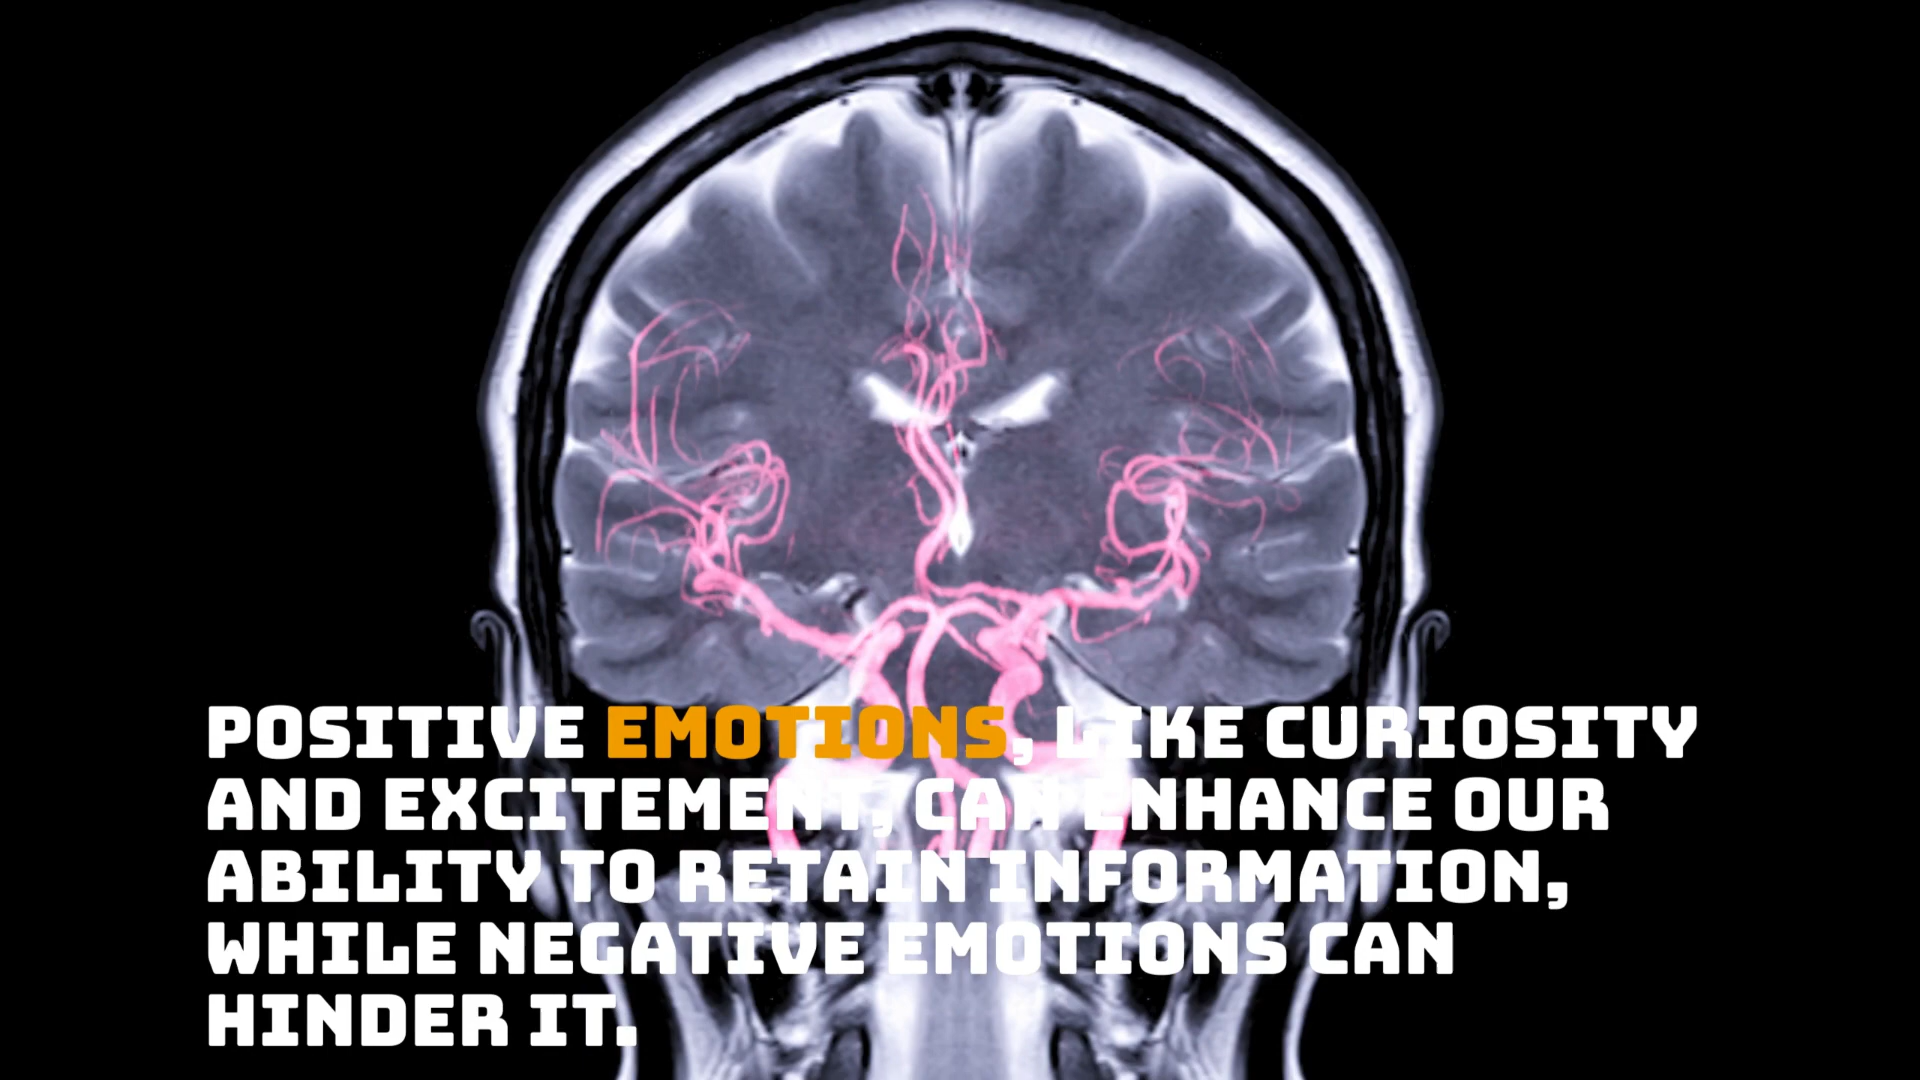 POSITIVE EMOTIONS, LIKE CURIOSITY
AND EXCITEMENT, CAN ENHANCE OUR
ABILITY TO RETAIN INFORMATION,
WHILE NEGATIVE EMOTIONS CAN
HINDER IT.